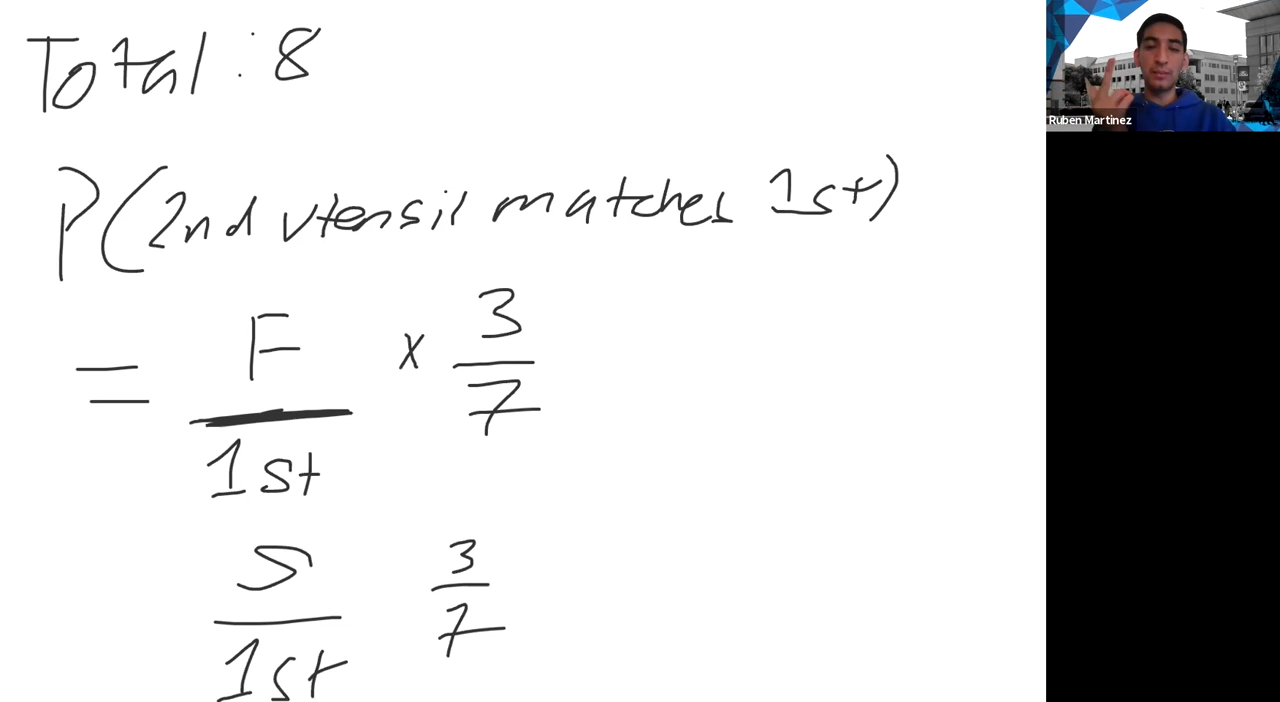 Total : 8
P(2nd utensil matches 1st)
= F/1st x 3/7
S/1st 3/7
Ruben Martinez